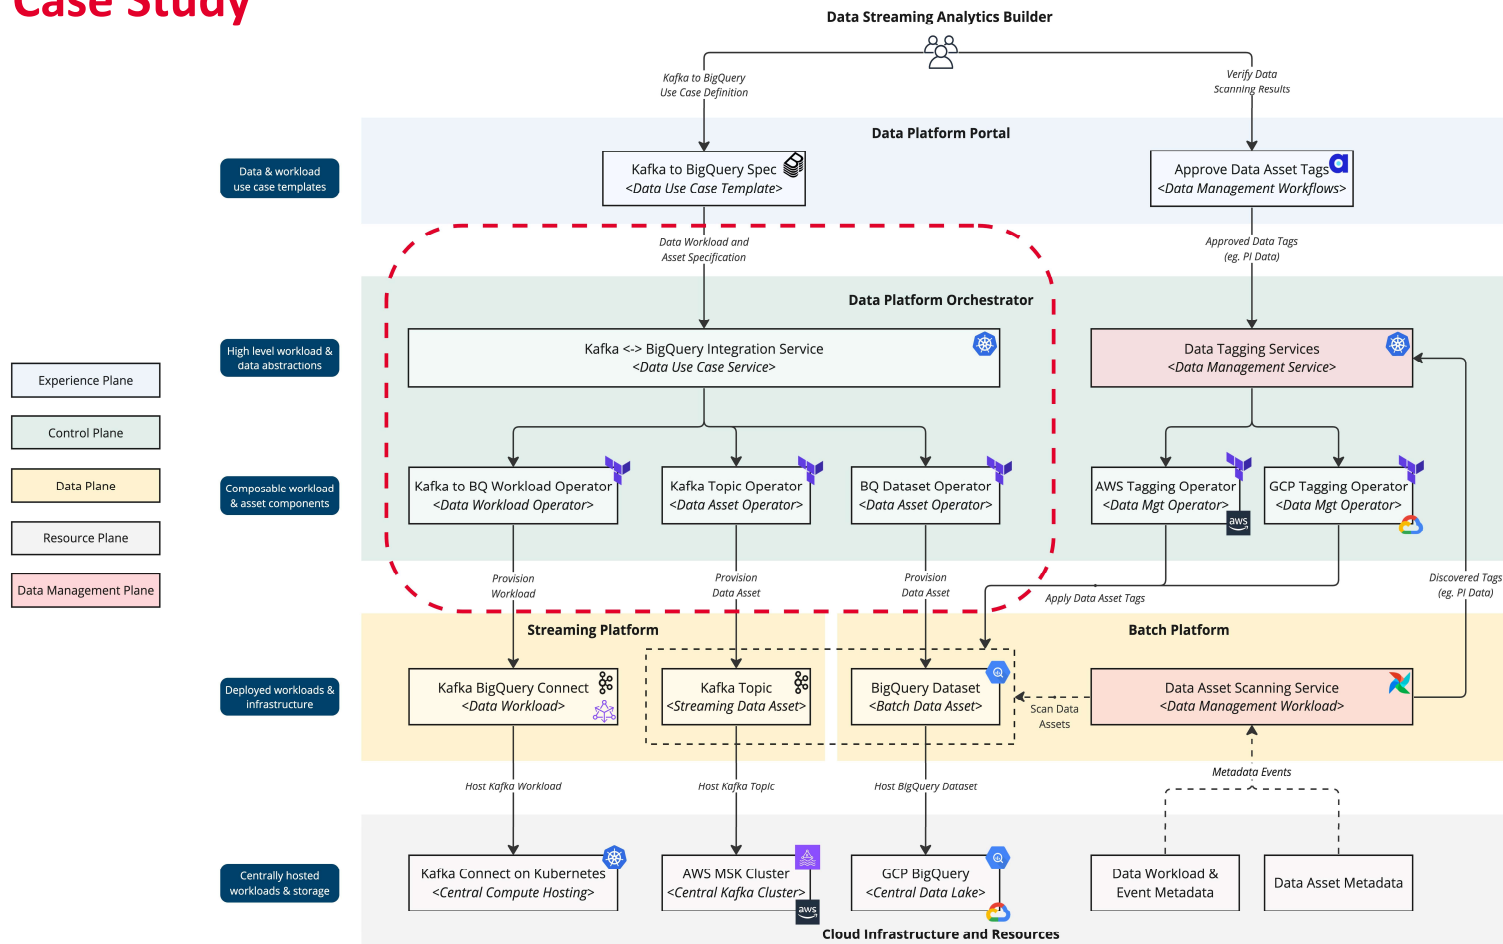 Case Study
Data Streaming Analytics Builder
Kafka to BigQuery
Use Case Definition
Verify Data
Scanning Results
Data Platform Portal
Data & workload
use case templates
Kafka to BigQuery Spec
<Data Use Case Template>
Approve Data Asset Tags
<Data Management Workflows>
Data Workload and
Asset Specification
Approved Data Tags
(eg. PI Data)
Data Platform Orchestrator
High level workload &
data abstractions
Kafka <-> BigQuery Integration Service
<Data Use Case Service>
Data Tagging Services
<Data Management Service>
Experience Plane
Control Plane
Data Plane
Resource Plane
Data Management Plane
Composable workload
& asset components
Kafka to BQ Workload Operator
<Data Workload Operator>
Kafka Topic Operator
<Data Asset Operator>
BQ Dataset Operator
<Data Asset Operator>
AWS Tagging Operator
<Data Mgt Operator>
aws
GCP Tagging Operator
<Data Mgt Operator>
Provision
Workload
Provision
Data Asset
Provision
Data Asset
Apply Data Asset Tags
Discovered Tags
(eg. PI Data)
Streaming Platform
Batch Platform
Deployed workloads &
infrastructure
Kafka BigQuery Connect
<Data Workload>
Kafka Topic
<Streaming Data Asset>
BigQuery Dataset
<Batch Data Asset>
Scan Data
Assets
Data Asset Scanning Service
<Data Management Workload>
Host Kafka Workload
Host Kafka Topic
Host BigQuery Dataset
Metadata Events
Centrally hosted
workloads & storage
Kafka Connect on Kubernetes
<Central Compute Hosting>
AWS MSK Cluster
<Central Kafka Cluster>
aws
GCP BigQuery
<Central Data Lake>
Data Workload &
Event Metadata
Data Asset Metadata
Cloud Infrastructure and Resources